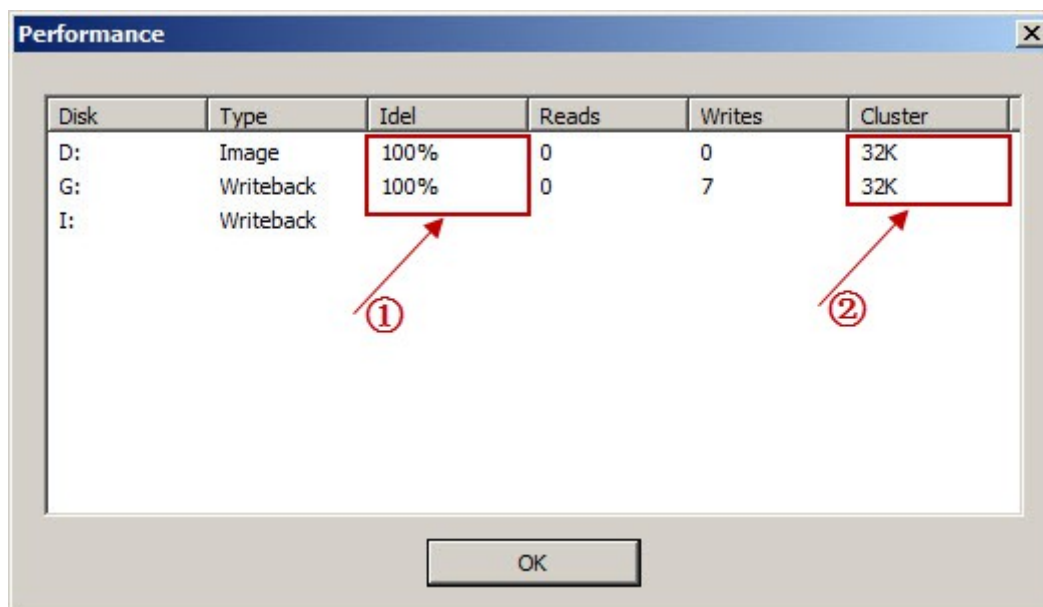 Performance
Disk Type Idel Reads Writes Cluster
D: Image 100% 0 0 32K
G: Writeback 100% 0 7 32K
I: Writeback
① ②
OK